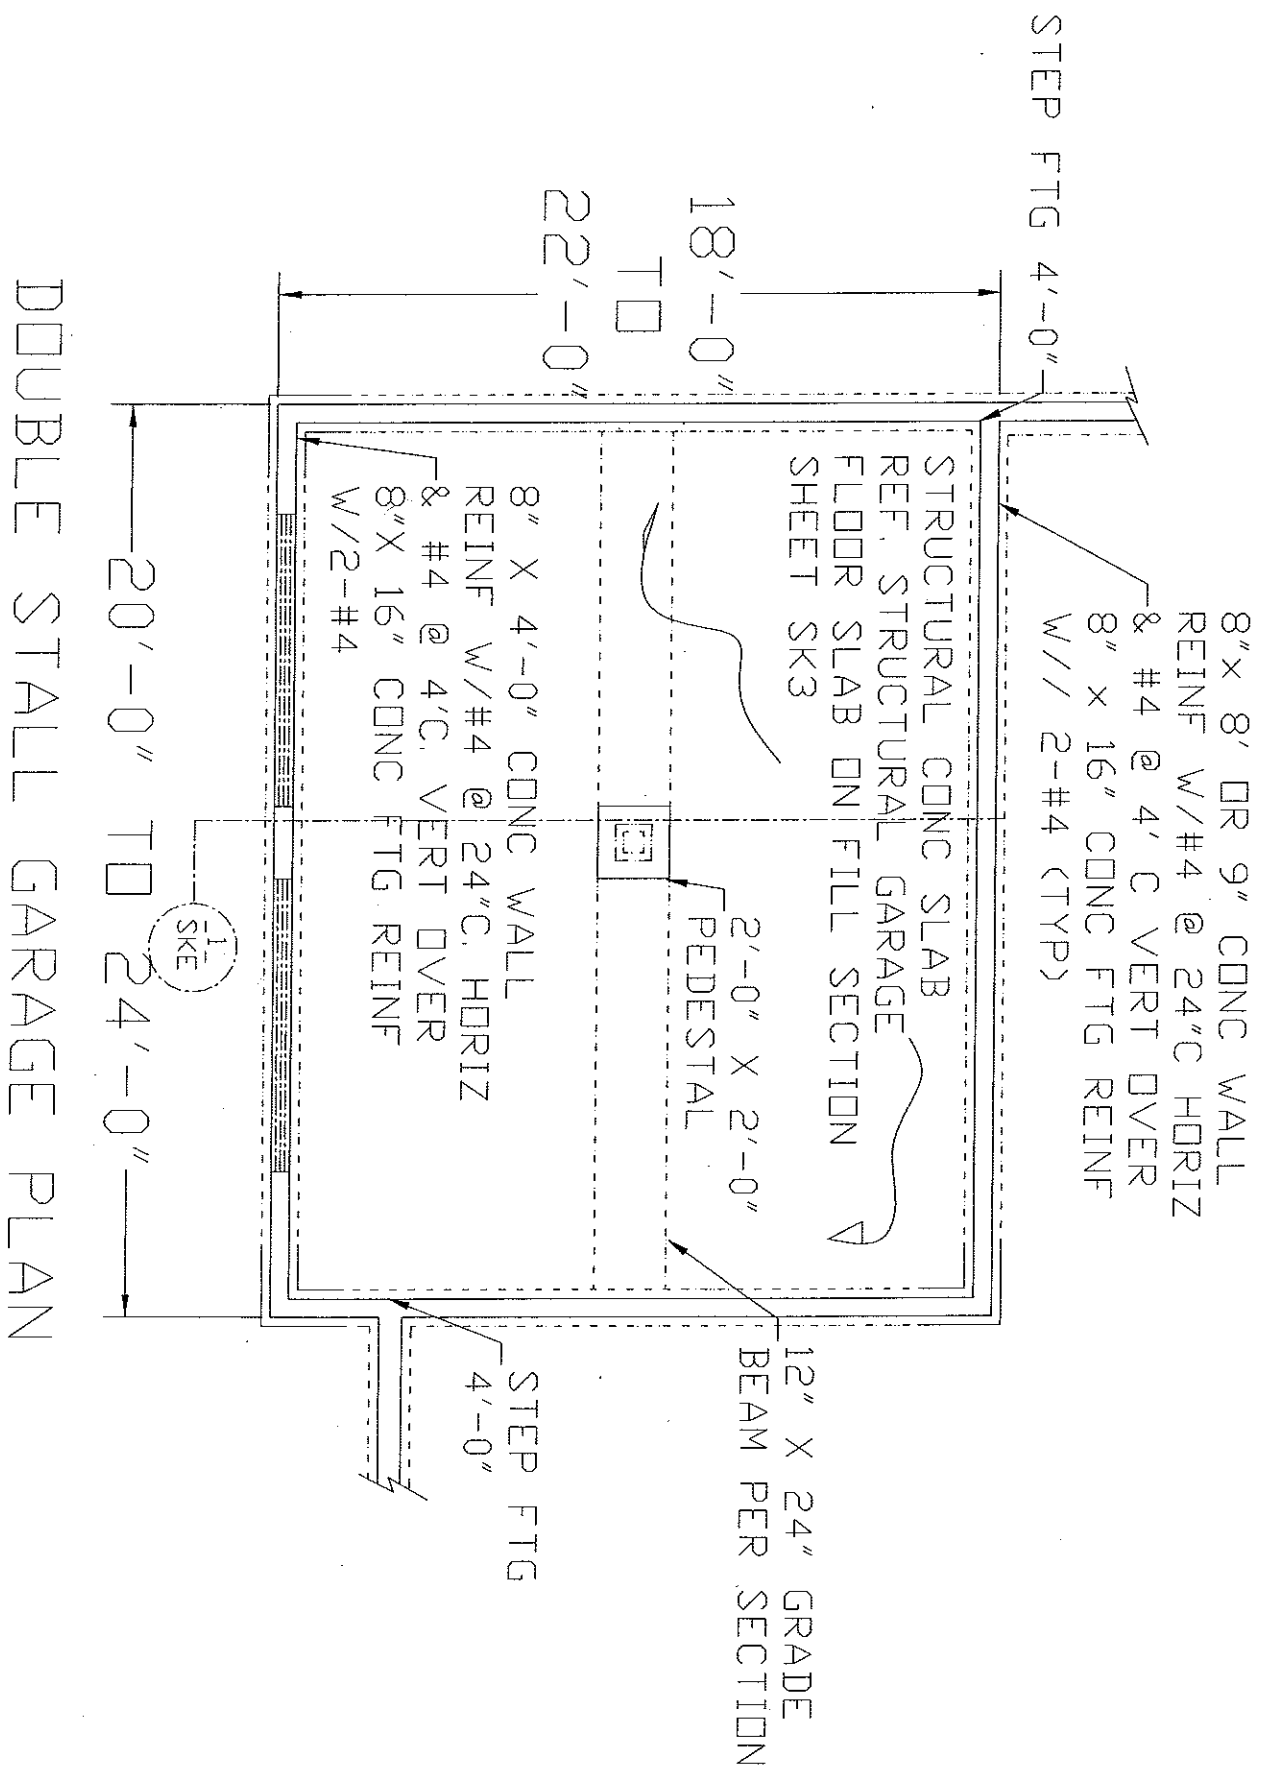 8"x 8' OR 9" CONC WALL
REINF W/#4 @ 24"C HORIZ
& #4 @ 4' C VERT OVER
8" x 16" CONC FTG REINF
W// 2-#4 (TYP)
STEP FTG 4'-0"
STRUCTURAL CONC SLAB
REF. STRUCTURAL GARAGE
FLOOR SLAB ON FILL SECTION
SHEET SK3
18'-0"
TO
22'-0"
2'-0" X 2'-0"
PEDESTAL
12" X 24" GRADE
BEAM PER SECTION
8" X 4'-0" CONC WALL
REINF W/#4 @ 24"C. HORIZ
& #4 @ 4'C. VERT OVER
8"X 16" CONC FTG REINF
W/2-#4
STEP FTG
4'-0"
1
SKE
20'-0" TO 24'-0"
DOUBLE STALL GARAGE PLAN